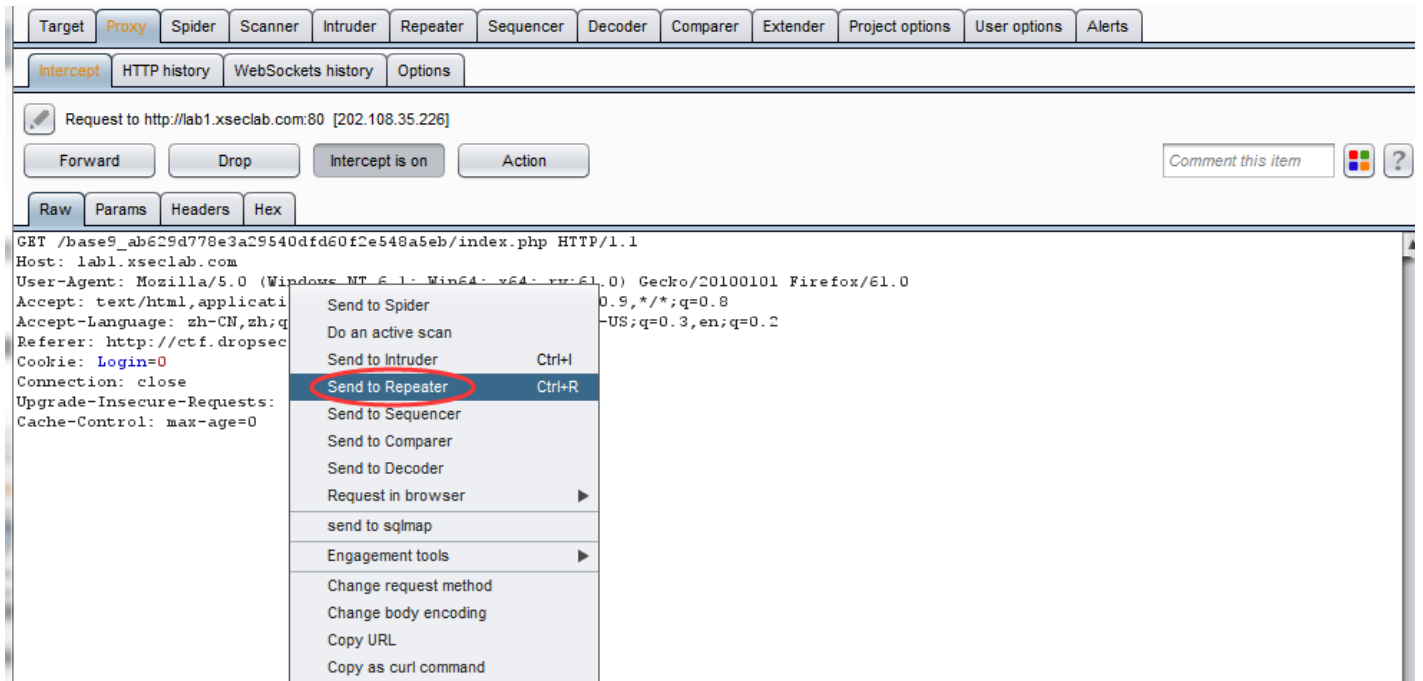 Target Proxy Spider Scanner Intruder Repeater Sequencer Decoder Comparer Extender Project options User options Alerts
Intercept HTTP history WebSockets history Options
Request to http://lab1.xseclab.com:80 [202.108.35.226]
Forward Drop Intercept is on Action Comment this item ?
Raw Params Headers Hex
GET /base9_ab629d778e3a29540dfd60f2e548a5eb/index.php HTTP/1.1
Host: lab1.xseclab.com
User-Agent: Mozilla/5.0 (Windows NT 6.1; Win64; x64; rv:61.0) Gecko/20100101 Firefox/61.0
Accept: text/html,applicati 0.9,*/*;q=0.8
Accept-Language: zh-CN,zh;q -US;q=0.3,en;q=0.2
Referer: http://ctf.dropsec
Cookie: Login=0
Connection: close
Upgrade-Insecure-Requests:
Cache-Control: max-age=0
Send to Spider
Do an active scan
Send to Intruder Ctrl+I
Send to Repeater Ctrl+R
Send to Sequencer
Send to Comparer
Send to Decoder
Request in browser
send to sqlmap
Engagement tools
Change request method
Change body encoding
Copy URL
Copy as curl command